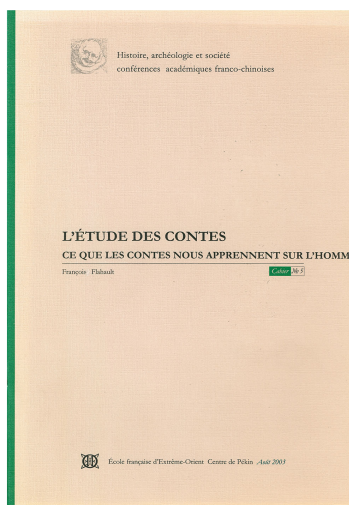 Histoire, archéologie et société
conférences académiques franco-chinoises
L'ÉTUDE DES CONTES
CE QUE LES CONTES NOUS APPRENNENT SUR L'HOMM
François Flahault
Cahier No 5
École française d'Extrême-Orient Centre de Pékin Août 2003